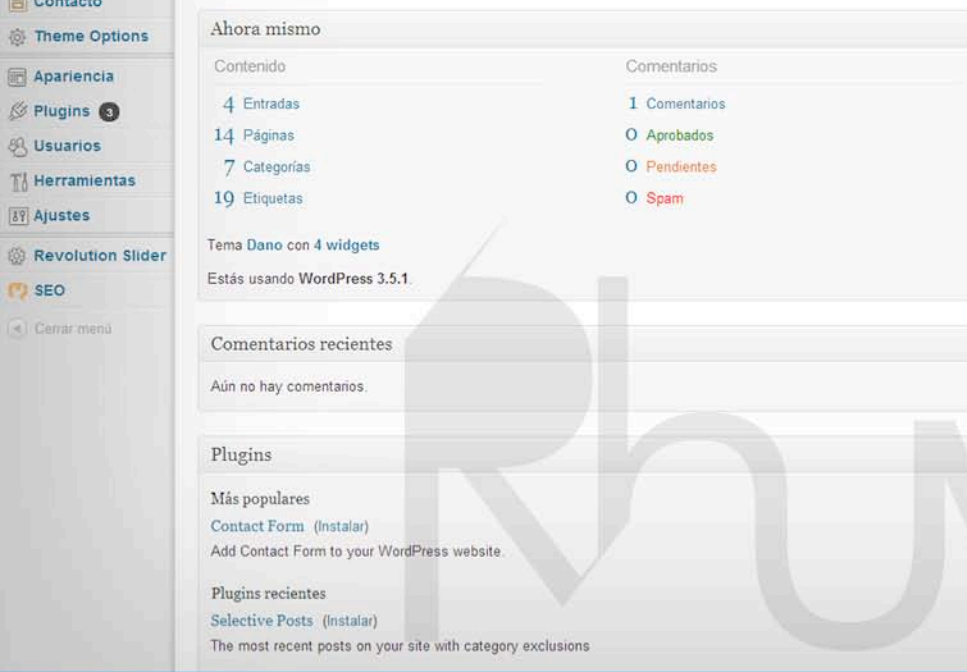 Contacto
Theme Options
Apariencia
Plugins 3
Usuarios
Herramientas
Ajustes
Revolution Slider
SEO
Cerrar menú
Ahora mismo
Contenido
4 Entradas
14 Páginas
7 Categorías
19 Etiquetas
Comentarios
1 Comentarios
0 Aprobados
0 Pendientes
0 Spam
Tema Dano con 4 widgets
Estás usando WordPress 3.5.1.
Comentarios recientes
Aún no hay comentarios.
Plugins
Más populares
Contact Form (Instalar)
Add Contact Form to your WordPress website.
Plugins recientes
Selective Posts (Instalar)
The most recent posts on your site with category exclusions